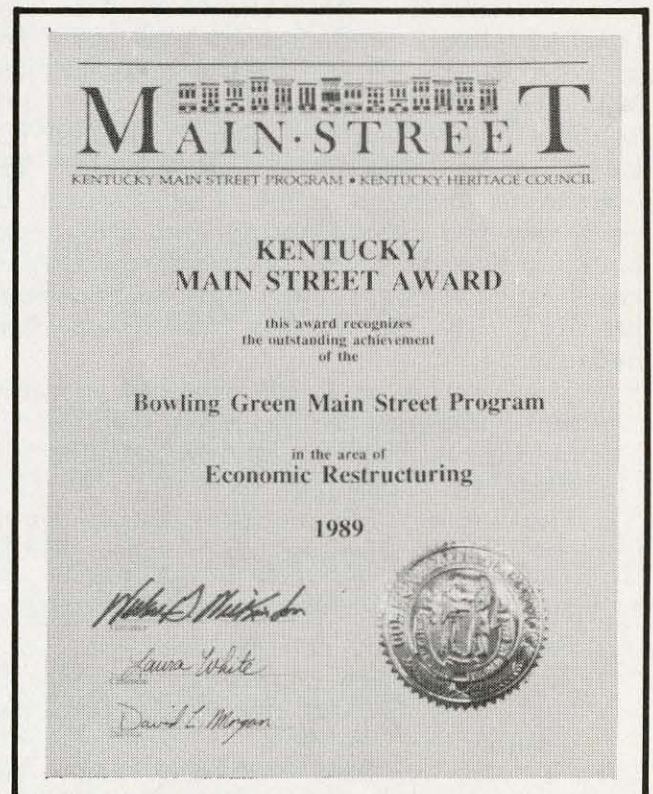 MAIN·STREET
KENTUCKY MAIN STREET PROGRAM • KENTUCKY HERITAGE COUNCIL
KENTUCKY
MAIN STREET AWARD
this award recognizes
the outstanding achievement
of the
Bowling Green Main Street Program
in the area of
Economic Restructuring
1989
Laura White
David L. Morgan